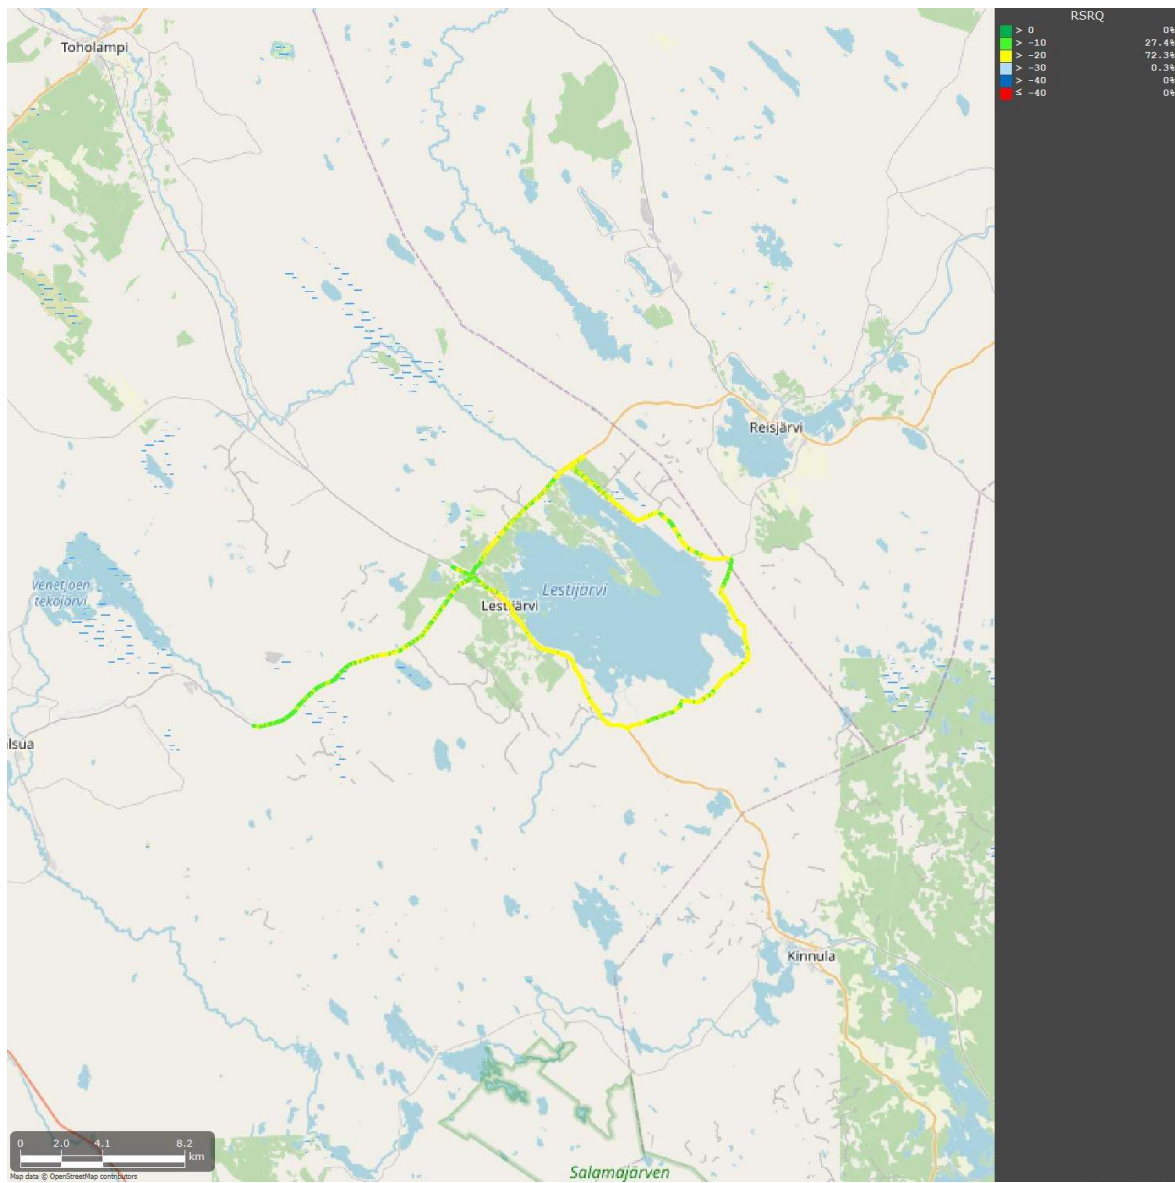 RSRQ
> 0 0%
> -10 27.4%
> -20 72.3%
> -30 0.3%
> -40 0%
≤ -40 0%
Toholampi
Reisjärvi
Venetjoen
tekojärvi
Lestijärvi
Lestijärvi
lsua
Kinnula
Salamajärven
0 2.0 4.1 8.2
km
Map data © OpenStreetMap contributors